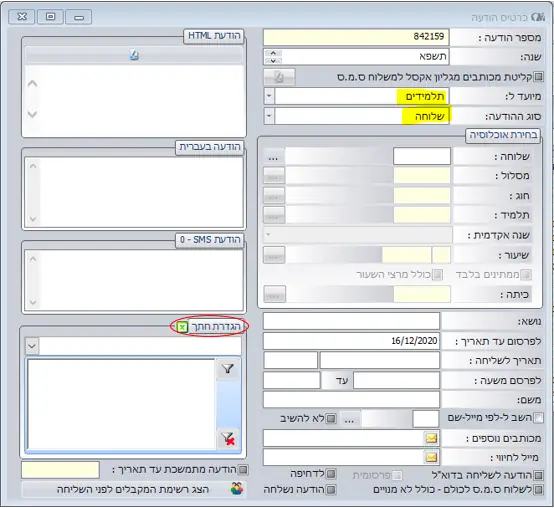 כרטיס הודעה
מספר הודעה : 842159
שנה: תשפא
קליטת מכותבים מגליון אקסל למשלוח ס.מ.ס
מיועד ל: תלמידים
סוג ההודעה: שלוחה
בחירת אוכלוסיה
שלוחה : ...
מסלול : ...
חוג : ...
תלמיד : ...
שנה אקדמית :
שיעור : ...
ממתינים בלבד כולל מרצי השעור
כיתה : ...
נושא:
לפרסום עד תאריך : 16/12/2020
תאריך לשליחה :
לפרסם משעה : עד
משם:
השב ל-לפי מייל-שם ... לא להשיב
מכותבים נוספים :
מייל לחיווי :
הודעה לשליחה בדוא"ל פרסומית לדחיפה
לשלוח ס.מ.ס לכולם - כולל לא מנויים הודעה נשלחה
הודעת HTML
הודעה בעברית
הודעת SMS - 0
הגדרת חתך
הודעה מתמשכת עד תאריך :
הצג רשימת המקבלים לפני השליחה